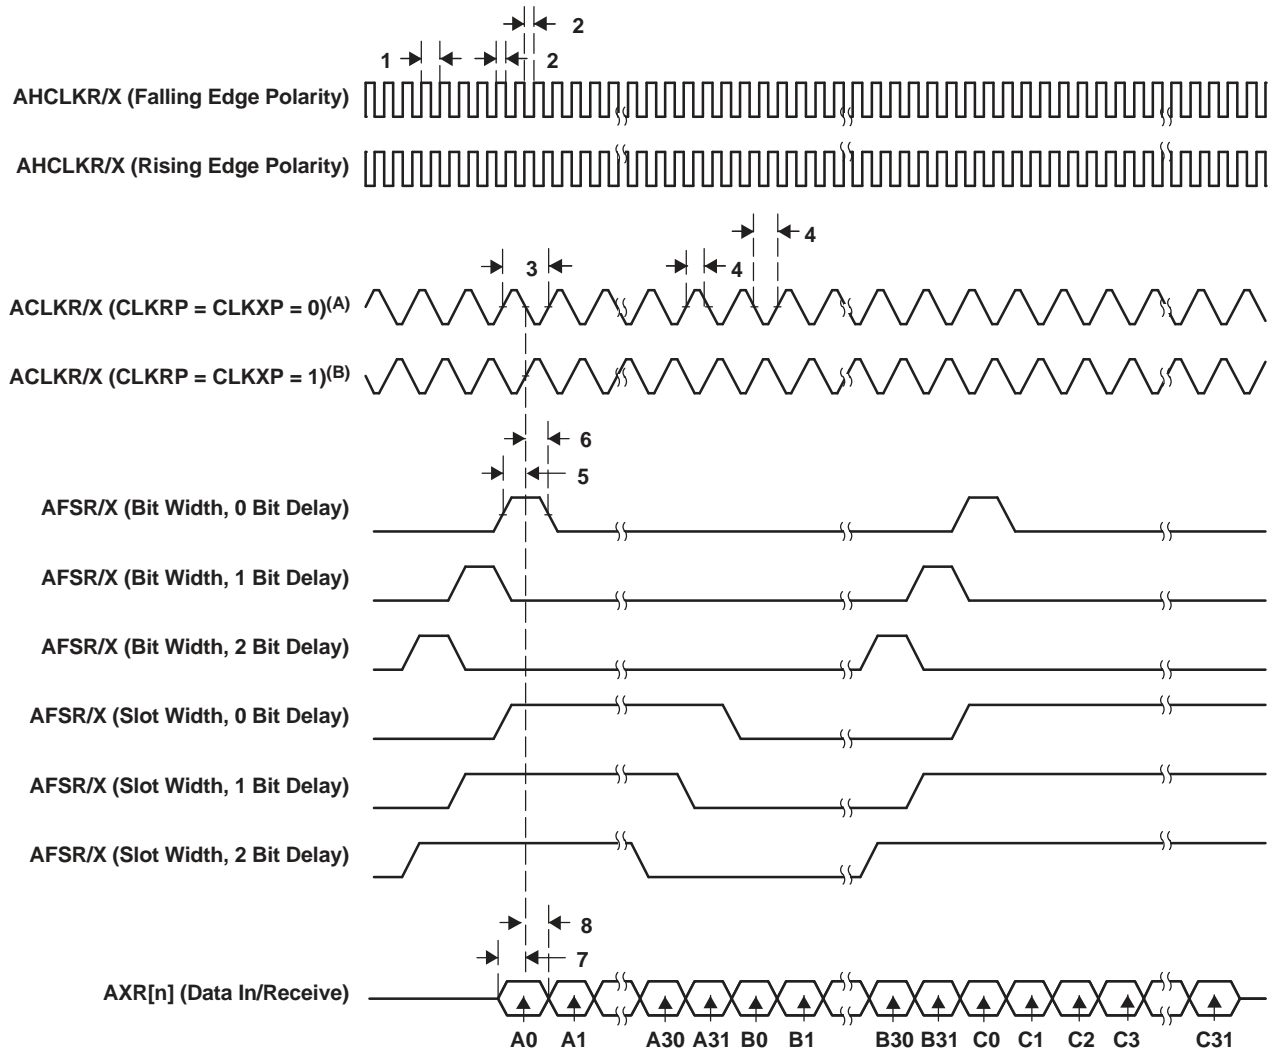 2
1
2
AHCLKR/X (Falling Edge Polarity)
AHCLKR/X (Rising Edge Polarity)
4
3
4
ACLKR/X (CLKRP = CLKXP = 0)(A)
ACLKR/X (CLKRP = CLKXP = 1)(B)
6
5
AFSR/X (Bit Width, 0 Bit Delay)
AFSR/X (Bit Width, 1 Bit Delay)
AFSR/X (Bit Width, 2 Bit Delay)
AFSR/X (Slot Width, 0 Bit Delay)
AFSR/X (Slot Width, 1 Bit Delay)
AFSR/X (Slot Width, 2 Bit Delay)
8
7
AXR[n] (Data In/Receive)
A0 A1 A30 A31 B0 B1 B30 B31 C0 C1 C2 C3 C31